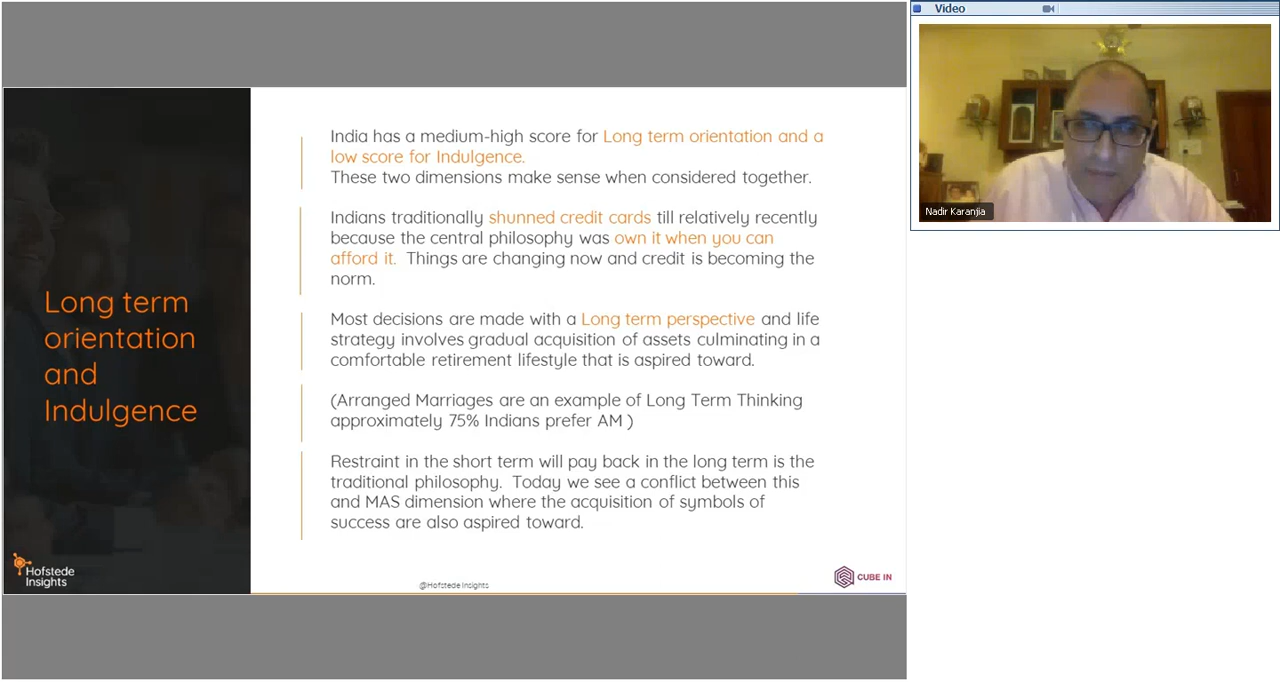 Video
Nadir Karanjia
Long term
orientation
and
Indulgence
India has a medium-high score for Long term orientation and a
low score for Indulgence.
These two dimensions make sense when considered together.
Indians traditionally shunned credit cards till relatively recently
because the central philosophy was own it when you can
afford it. Things are changing now and credit is becoming the
norm.
Most decisions are made with a Long term perspective and life
strategy involves gradual acquisition of assets culminating in a
comfortable retirement lifestyle that is aspired toward.
(Arranged Marriages are an example of Long Term Thinking
approximately 75% Indians prefer AM )
Restraint in the short term will pay back in the long term is the
traditional philosophy. Today we see a conflict between this
and MAS dimension where the acquisition of symbols of
success are also aspired toward.
Hofstede
Insights
@Hofstede Insights
CUBE IN